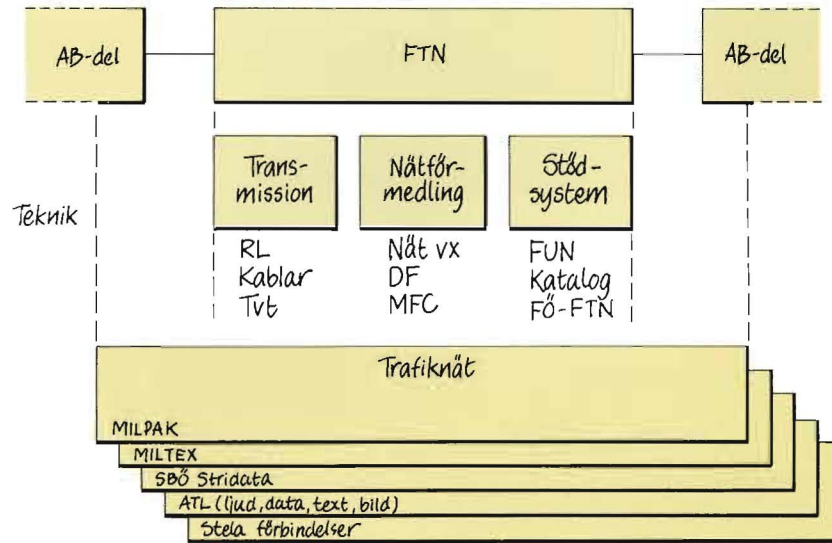 AB-del
FTN
AB-del
Teknik
Trans-
mission
RL
Kablar
Tvt
Nätför-
medling
Nät vx
DF
MFC
Stöd-
system
FUN
Katalog
FÖ-FTN
Trafiknät
MILPAK
MILTEX
SBÖ Stridata
ATL (ljud, data, text, bild)
Stela förbindelser